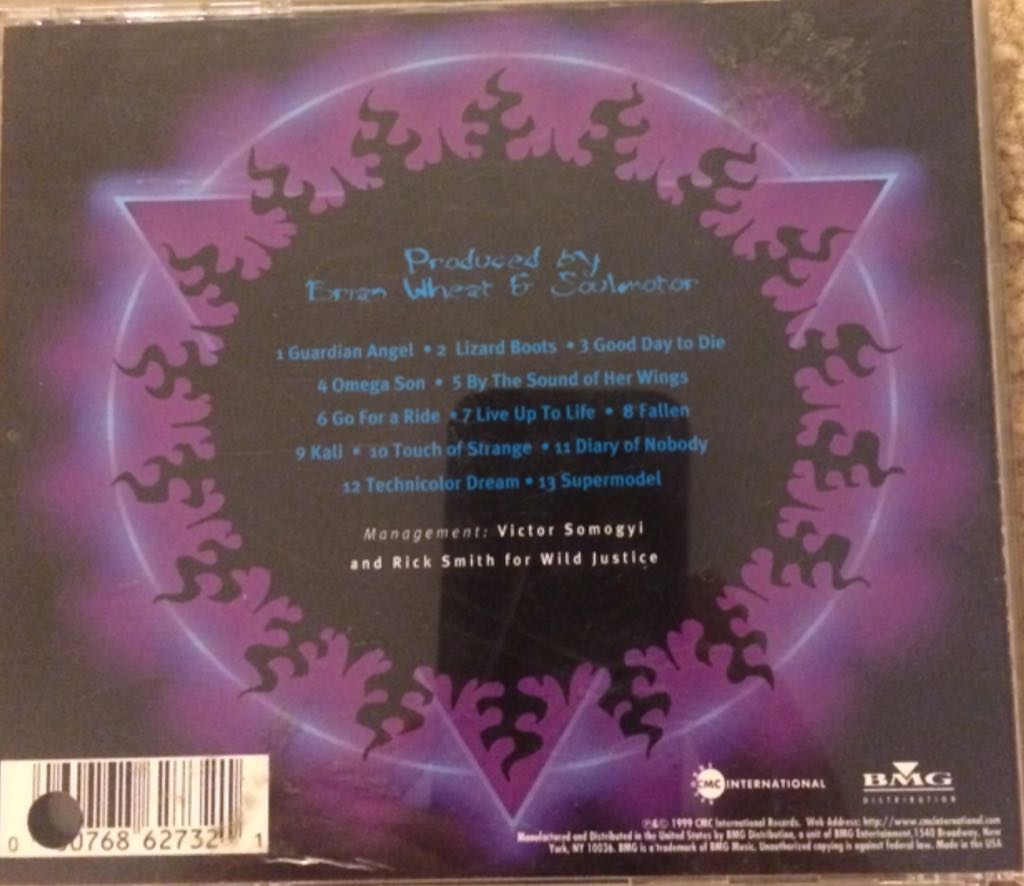 Produced by
Brian Wheat & Soulmotor
1 Guardian Angel • 2 Lizard Boots • 3 Good Day to Die
4 Omega Son • 5 By The Sound of Her Wings
6 Go For a Ride • 7 Live Up To Life • 8 Fallen
9 Kali • 10 Touch of Strange • 11 Diary of Nobody
12 Technicolor Dream • 13 Supermodel
Management: Victor Somogyi
and Rick Smith for Wild Justice
CMC INTERNATIONAL
BMG
DISTRIBUTION
℗&© 1999 CMC International Records. Web Address: http://www.cmcinternational.com
Manufactured and Distributed in the United States by BMG Distribution, a unit of BMG Entertainment, 1540 Broadway, New
York, NY 10036. BMG is a trademark of BMG Music. Unauthorized copying is against federal law. Made in the USA
0 0768 62732 1